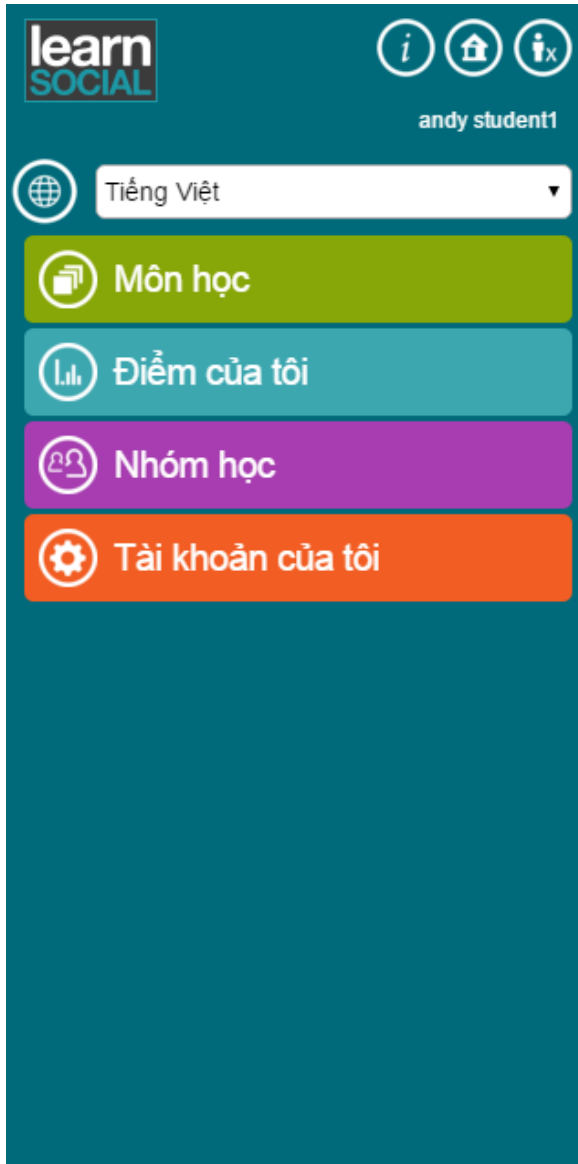 learn
SOCIAL
i
x
andy student1
Tiếng Việt
Môn học
Điểm của tôi
Nhóm học
Tài khoản của tôi